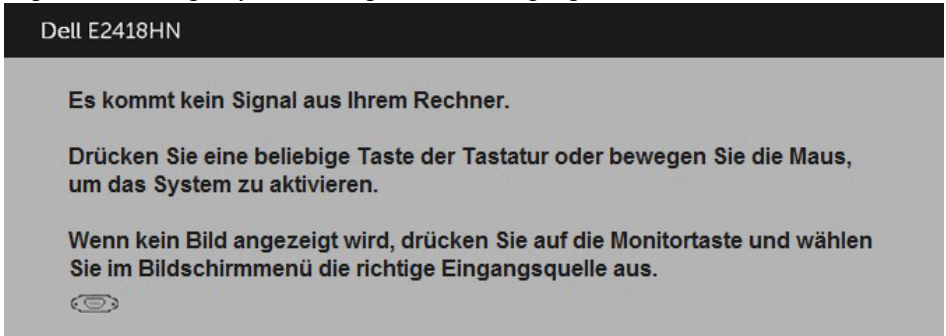 Dell E2418HN
Es kommt kein Signal aus Ihrem Rechner.
Drücken Sie eine beliebige Taste der Tastatur oder bewegen Sie die Maus,
um das System zu aktivieren.
Wenn kein Bild angezeigt wird, drücken Sie auf die Monitortaste und wählen
Sie im Bildschirmmenü die richtige Eingangsquelle aus.